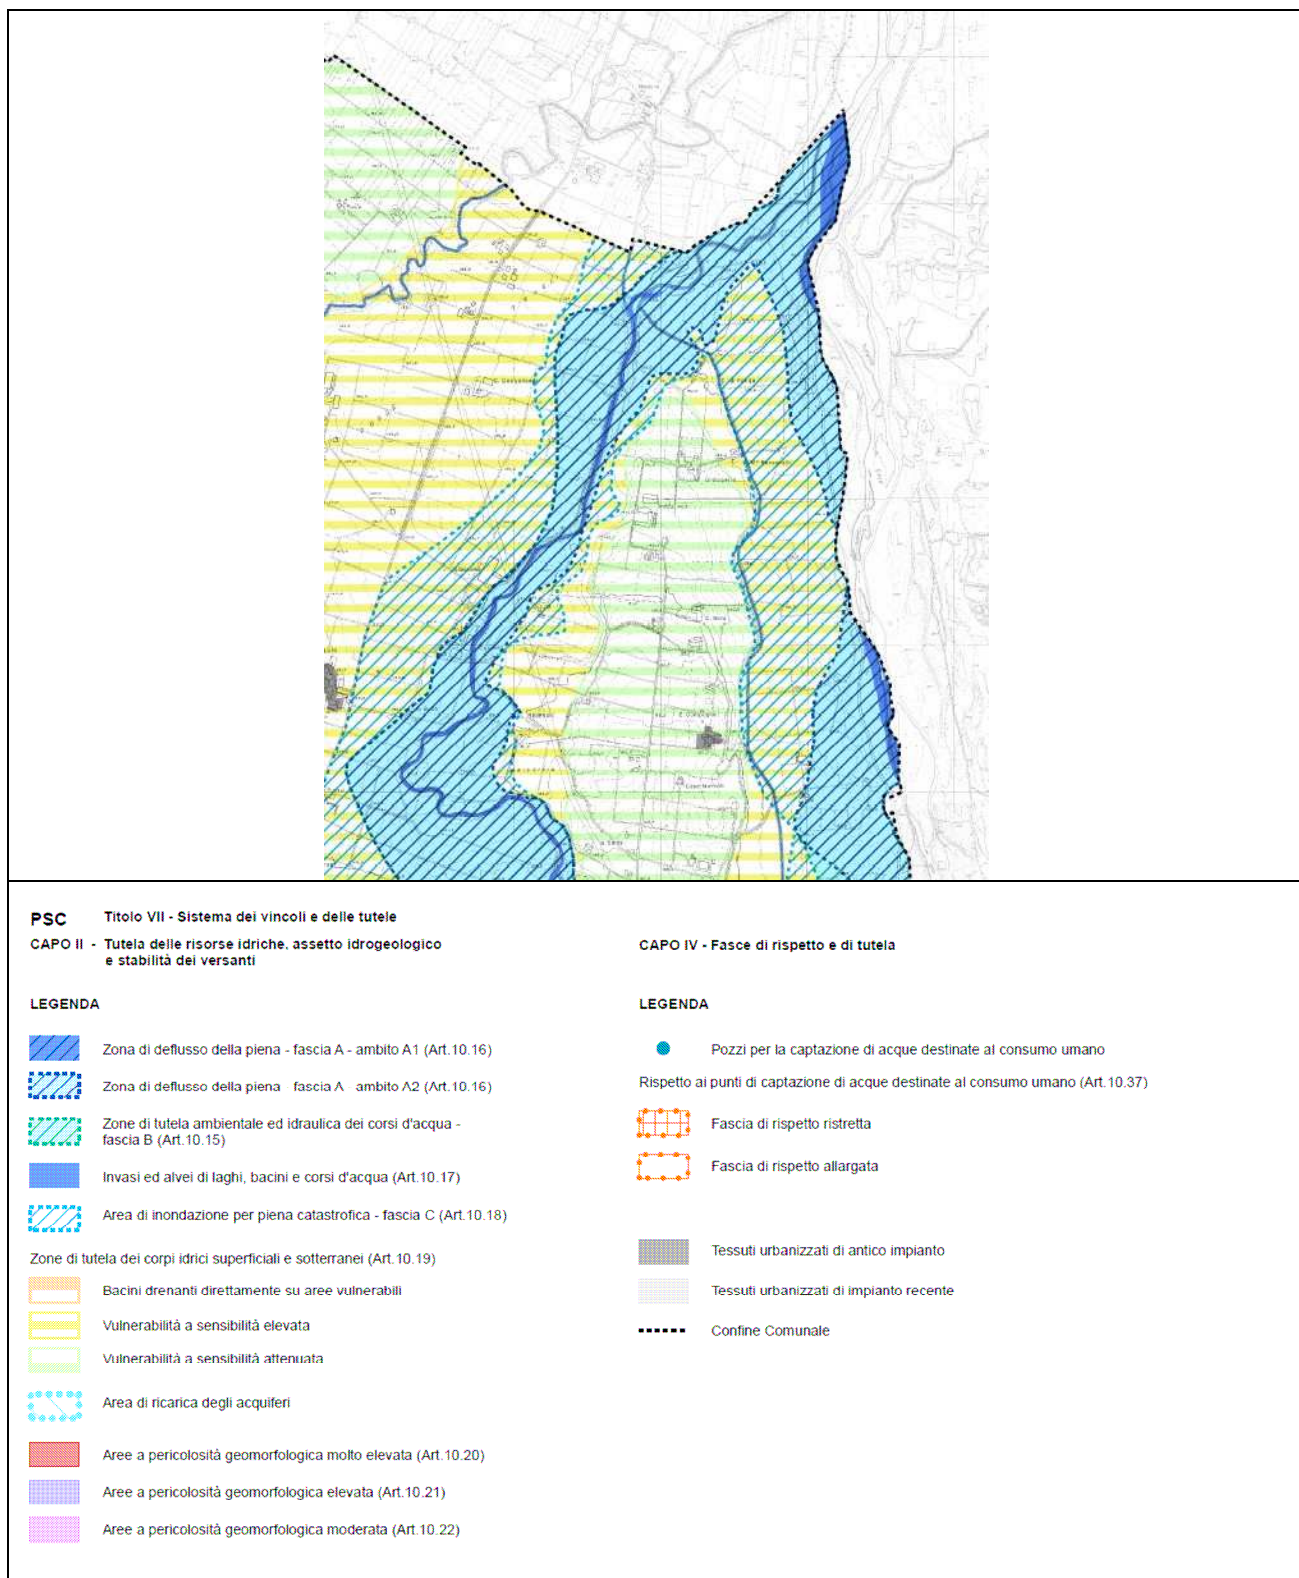 PSC Titolo VII - Sistema dei vincoli e delle tutele
CAPO II - Tutela delle risorse idriche, assetto idrogeologico
e stabilità dei versanti
LEGENDA
Zona di deflusso della piena - fascia A - ambito A1 (Art.10.16)
Zona di deflusso della piena - fascia A - ambito A2 (Art.10.16)
Zone di tutela ambientale ed idraulica dei corsi d'acqua -
fascia B (Art.10.15)
Invasi ed alvei di laghi, bacini e corsi d'acqua (Art.10.17)
Area di inondazione per piena catastrofica - fascia C (Art.10.18)
Zone di tutela dei corpi idrici superficiali e sotterranei (Art.10.19)
Bacini drenanti direttamente su aree vulnerabili
Vulnerabilità a sensibilità elevata
Vulnerabilità a sensibilità attenuata
Area di ricarica degli acquiferi
Aree a pericolosità geomorfologica molto elevata (Art.10.20)
Aree a pericolosità geomorfologica elevata (Art.10.21)
Aree a pericolosità geomorfologica moderata (Art.10.22)
CAPO IV - Fasce di rispetto e di tutela
LEGENDA
Pozzi per la captazione di acque destinate al consumo umano
Rispetto ai punti di captazione di acque destinate al consumo umano (Art.10.37)
Fascia di rispetto ristretta
Fascia di rispetto allargata
Tessuti urbanizzati di antico impianto
Tessuti urbanizzati di impianto recente
Confine Comunale